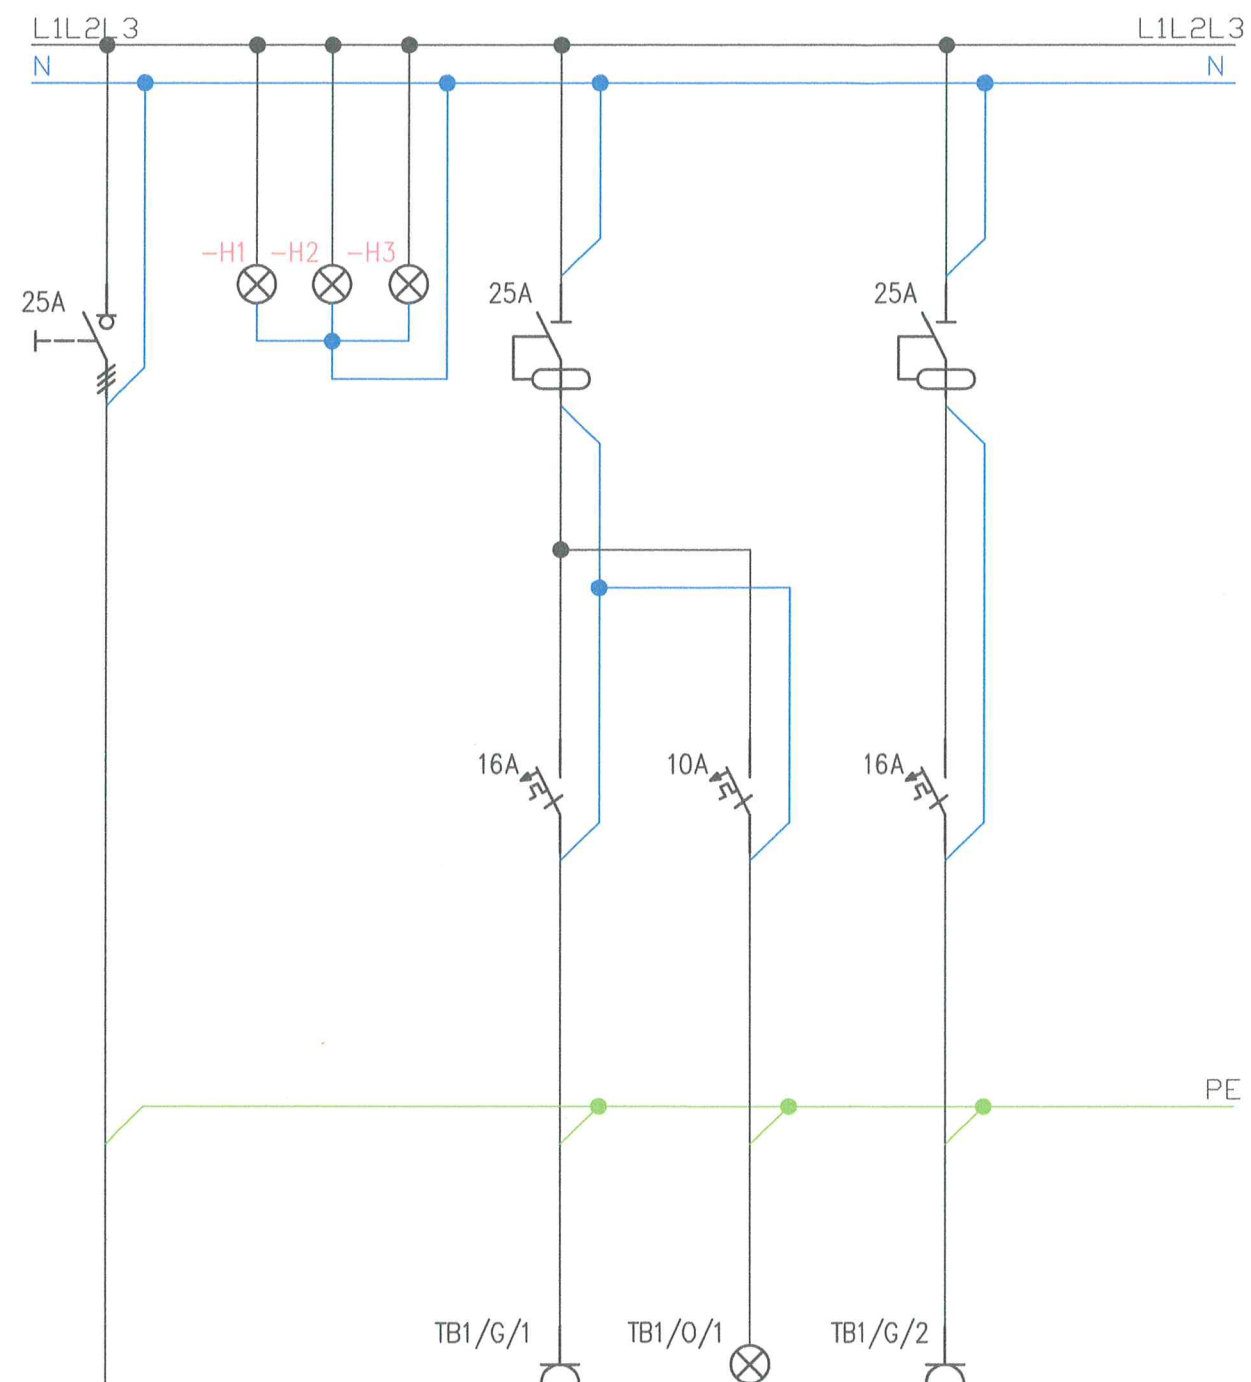 L1L2L3 L1L2L3
N N
-H1 -H2 -H3
25A 25A 25A
16A 10A 16A
PE
TB1/G/1 TB1/O/1 TB1/G/2